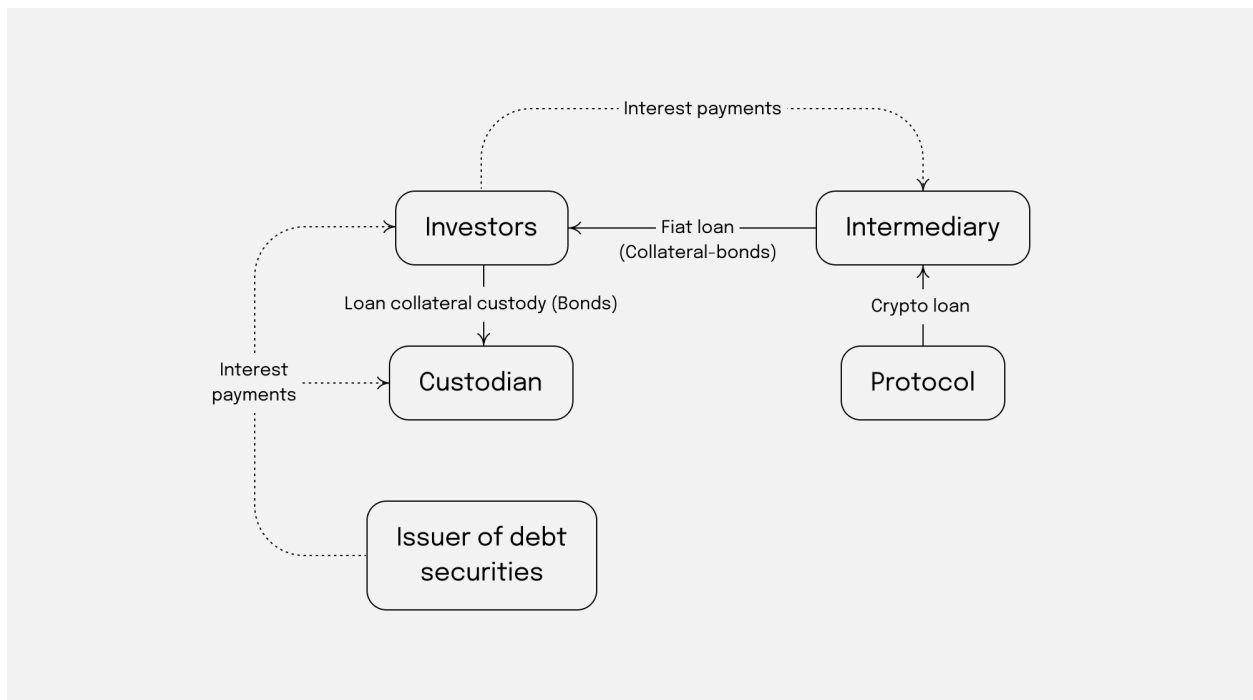 Interest payments
Investors
Fiat loan
(Collateral-bonds)
Intermediary
Loan collateral custody (Bonds)
Crypto loan
Interest
payments
Custodian
Protocol
Issuer of debt
securities